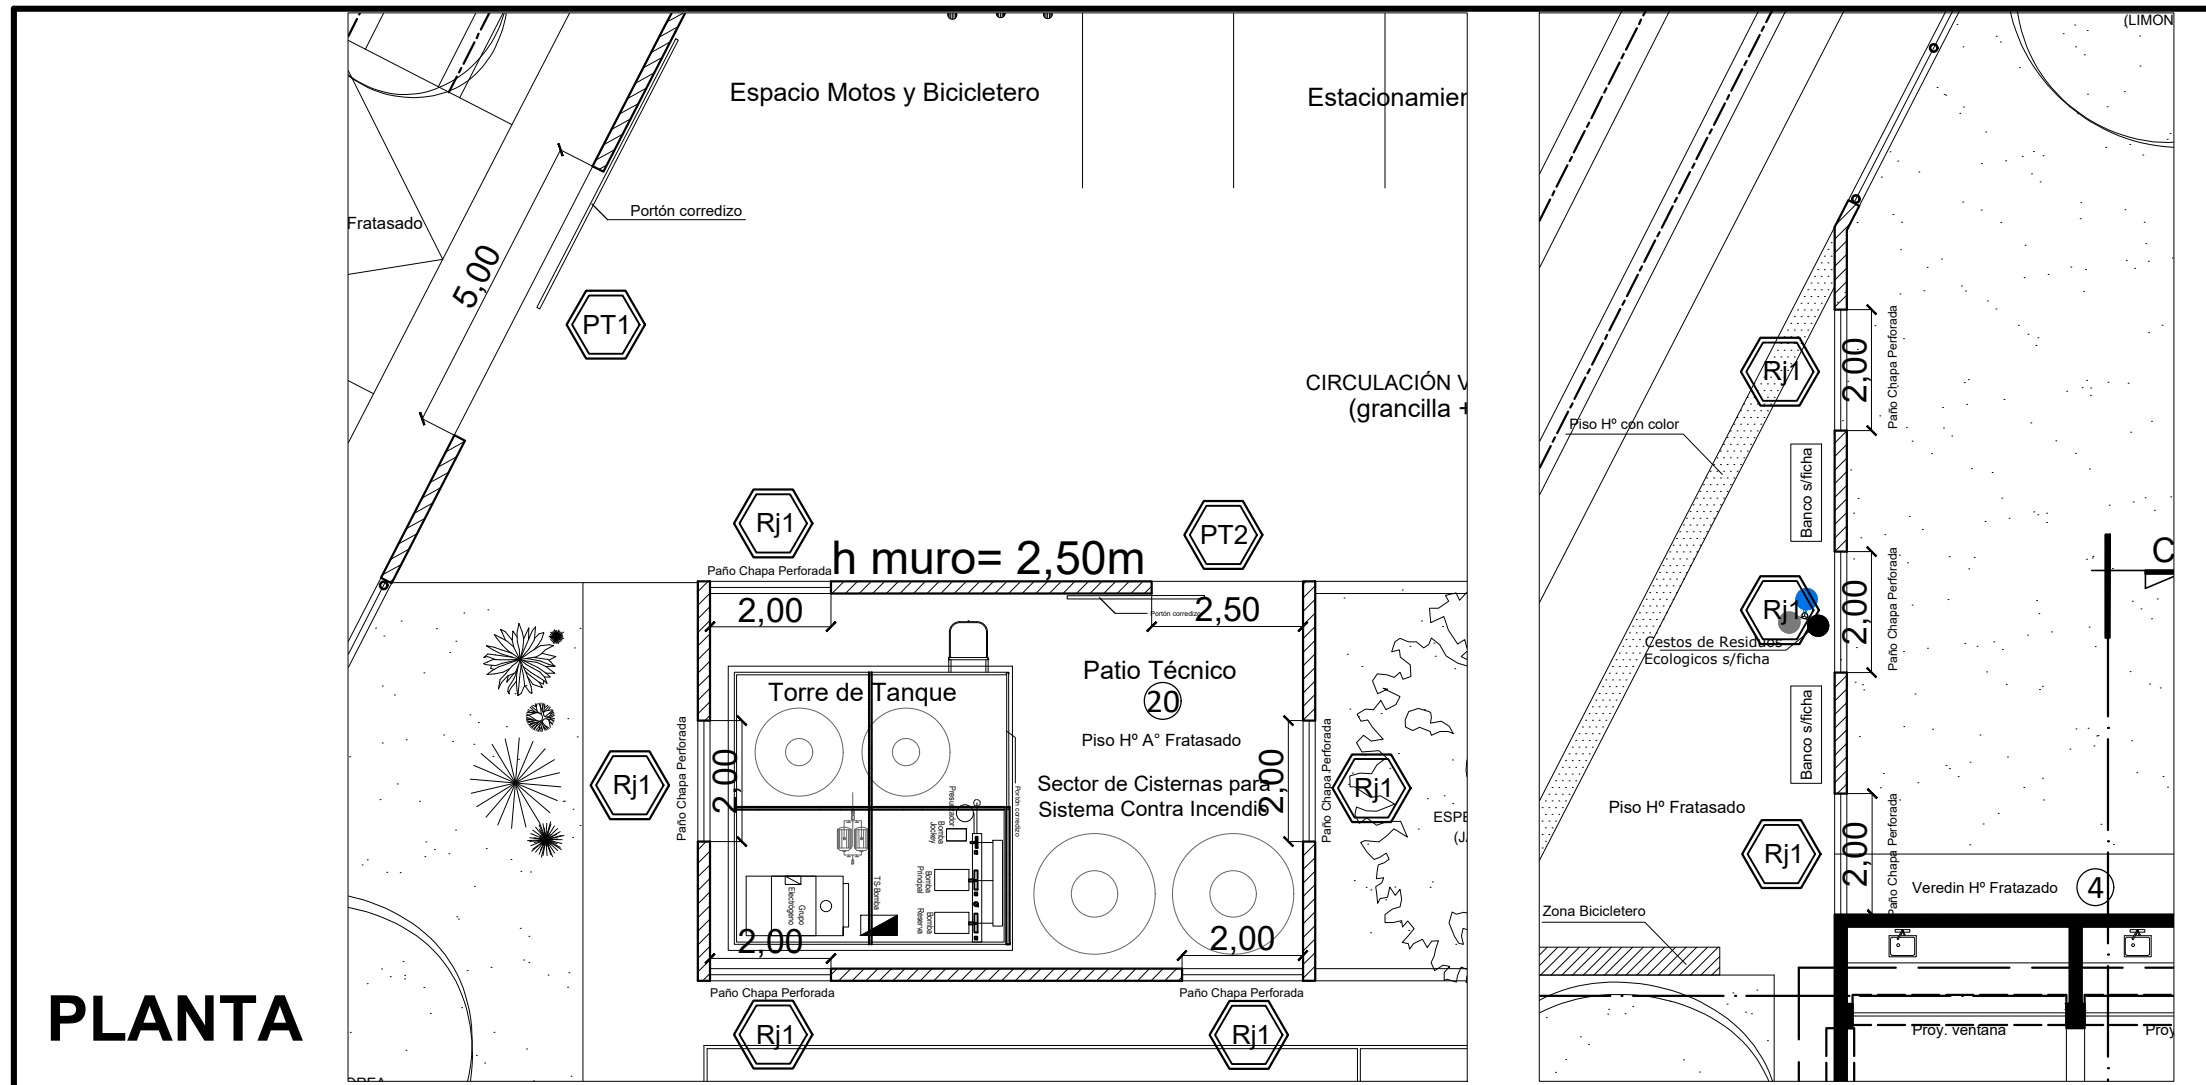 Espacio Motos y Bicicletero
Estacionamier
Fratasado
Portón corredizo
5,00
PT1
CIRCULACIÓN V
(grancilla +
Rj1
PT2
h muro= 2,50m
Paño Chapa Perforada
2,00
Portón corredizo
2,50
Torre de Tanque
Patio Técnico
20
Piso Hº A° Fratasado
Sector de Cisternas para
Sistema Contra Incendio
Paño Chapa Perforada
2,00
Rj1
Portón corredizo
Bomba
Jockey
Bomba
Principal
Bomba
Reserva
TS-Bomba
Grupo
Electrógeno
2,00
Paño Chapa Perforada
Rj1
ESPE
(J
2,00
2,00
Paño Chapa Perforada
Paño Chapa Perforada
Rj1
Rj1
PLANTA
(LIMON
Rj1
2,00
Paño Chapa Perforada
Piso Hº con color
Banco s/ficha
Rj1
2,00
Paño Chapa Perforada
C
Cestos de Residuos
Ecologicos s/ficha
Banco s/ficha
Piso Hº Fratasado
Rj1
2,00
Paño Chapa Perforada
Veredin Hº Fratazado
4
Zona Bicicletero
Proy. ventana
Proy